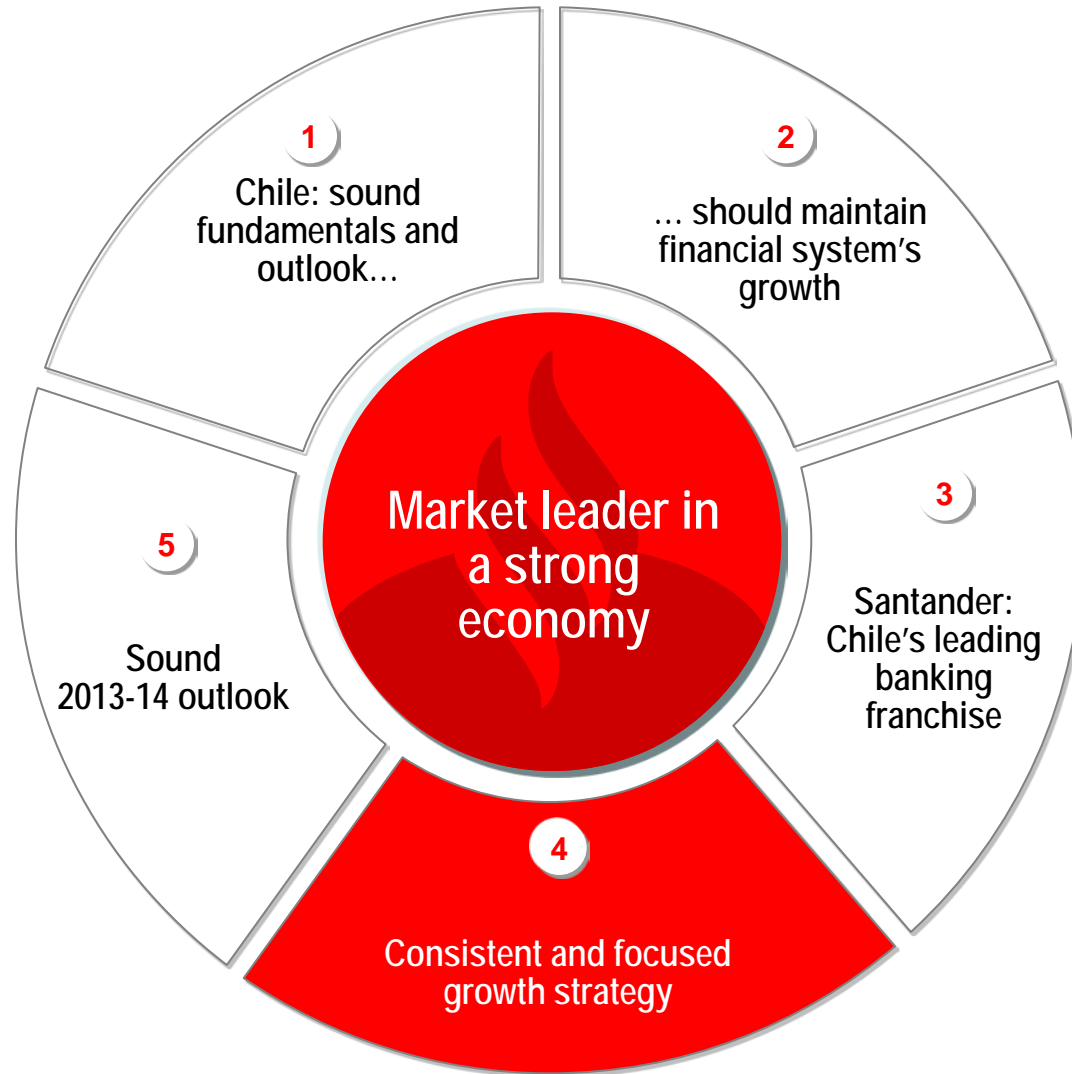 1
Chile: sound
fundamentals and
outlook…
2
… should maintain
financial system's
growth
3
Santander:
Chile's leading
banking
franchise
4
Consistent and focused
growth strategy
5
Sound
2013-14 outlook
Market leader in
a strong
economy